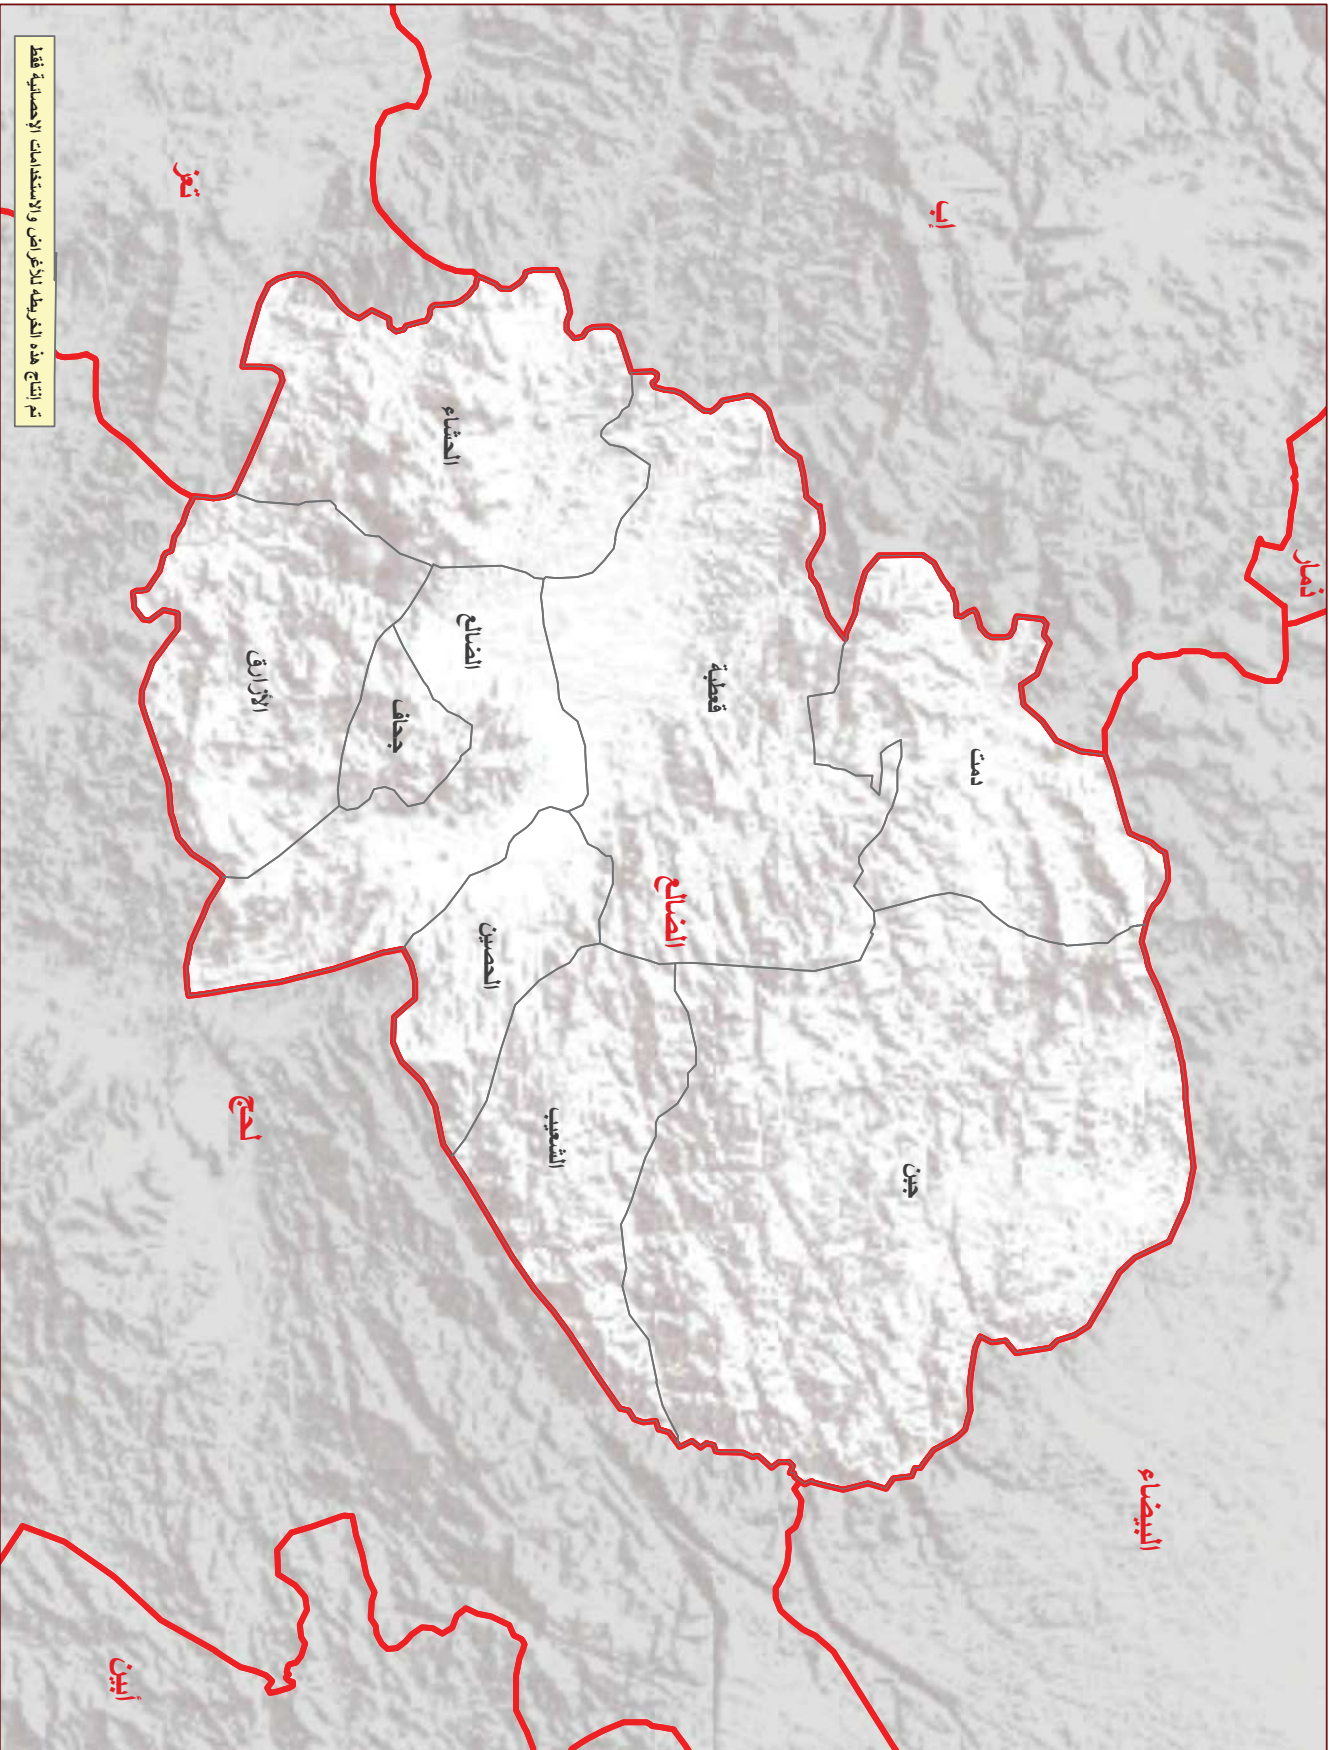 ذمار
إب
البيضاء
دمت
جبن
قعطبة
الضالع
الشعيب
الحصين
الضالع
الحشاء
جحاف
الأزارق
لحج
تعز
أبين
تم إنتاج هذه الخريطه للأغراض والاستخدامات الإحصائية فقط